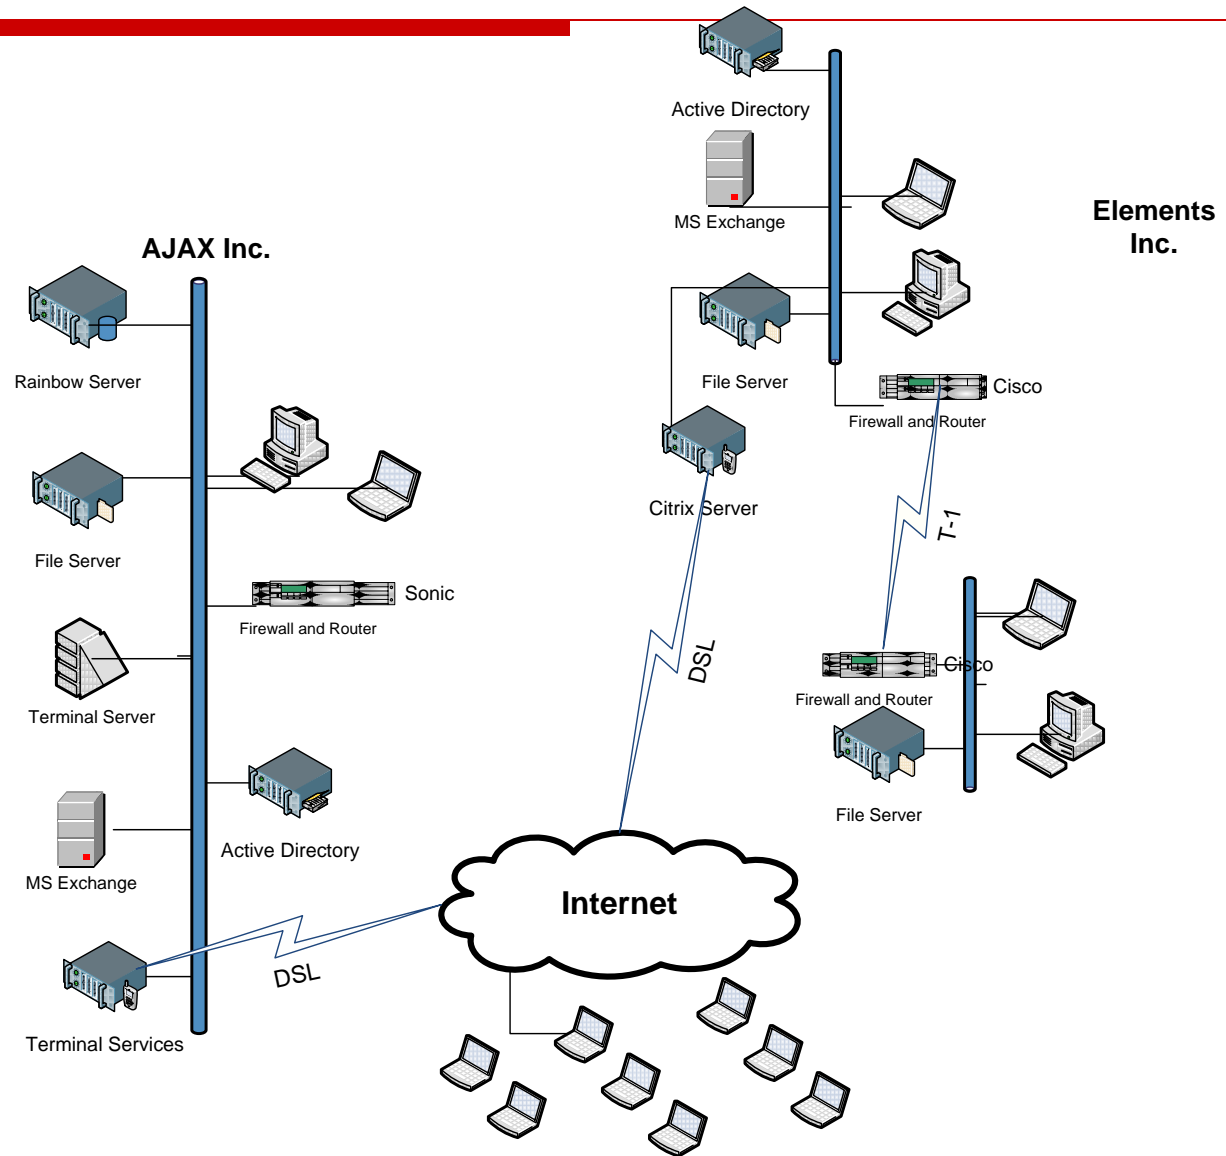 AJAX Inc.
Rainbow Server
File Server
Sonic
Firewall and Router
Terminal Server
MS Exchange
Active Directory
Terminal Services
DSL
Active Directory
MS Exchange
Elements
Inc.
File Server
Cisco
Firewall and Router
Citrix Server
T-1
DSL
Cisco
Firewall and Router
File Server
Internet